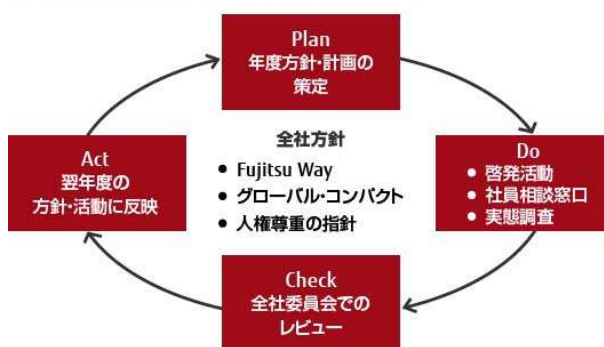 Plan
年度方針・計画の
策定
Do
● 啓発活動
● 社員相談窓口
● 実態調査
Check
全社委員会での
レビュー
Act
翌年度の
方針・活動に反映
全社方針
● Fujitsu Way
● グローバル・コンパクト
● 人権尊重の指針